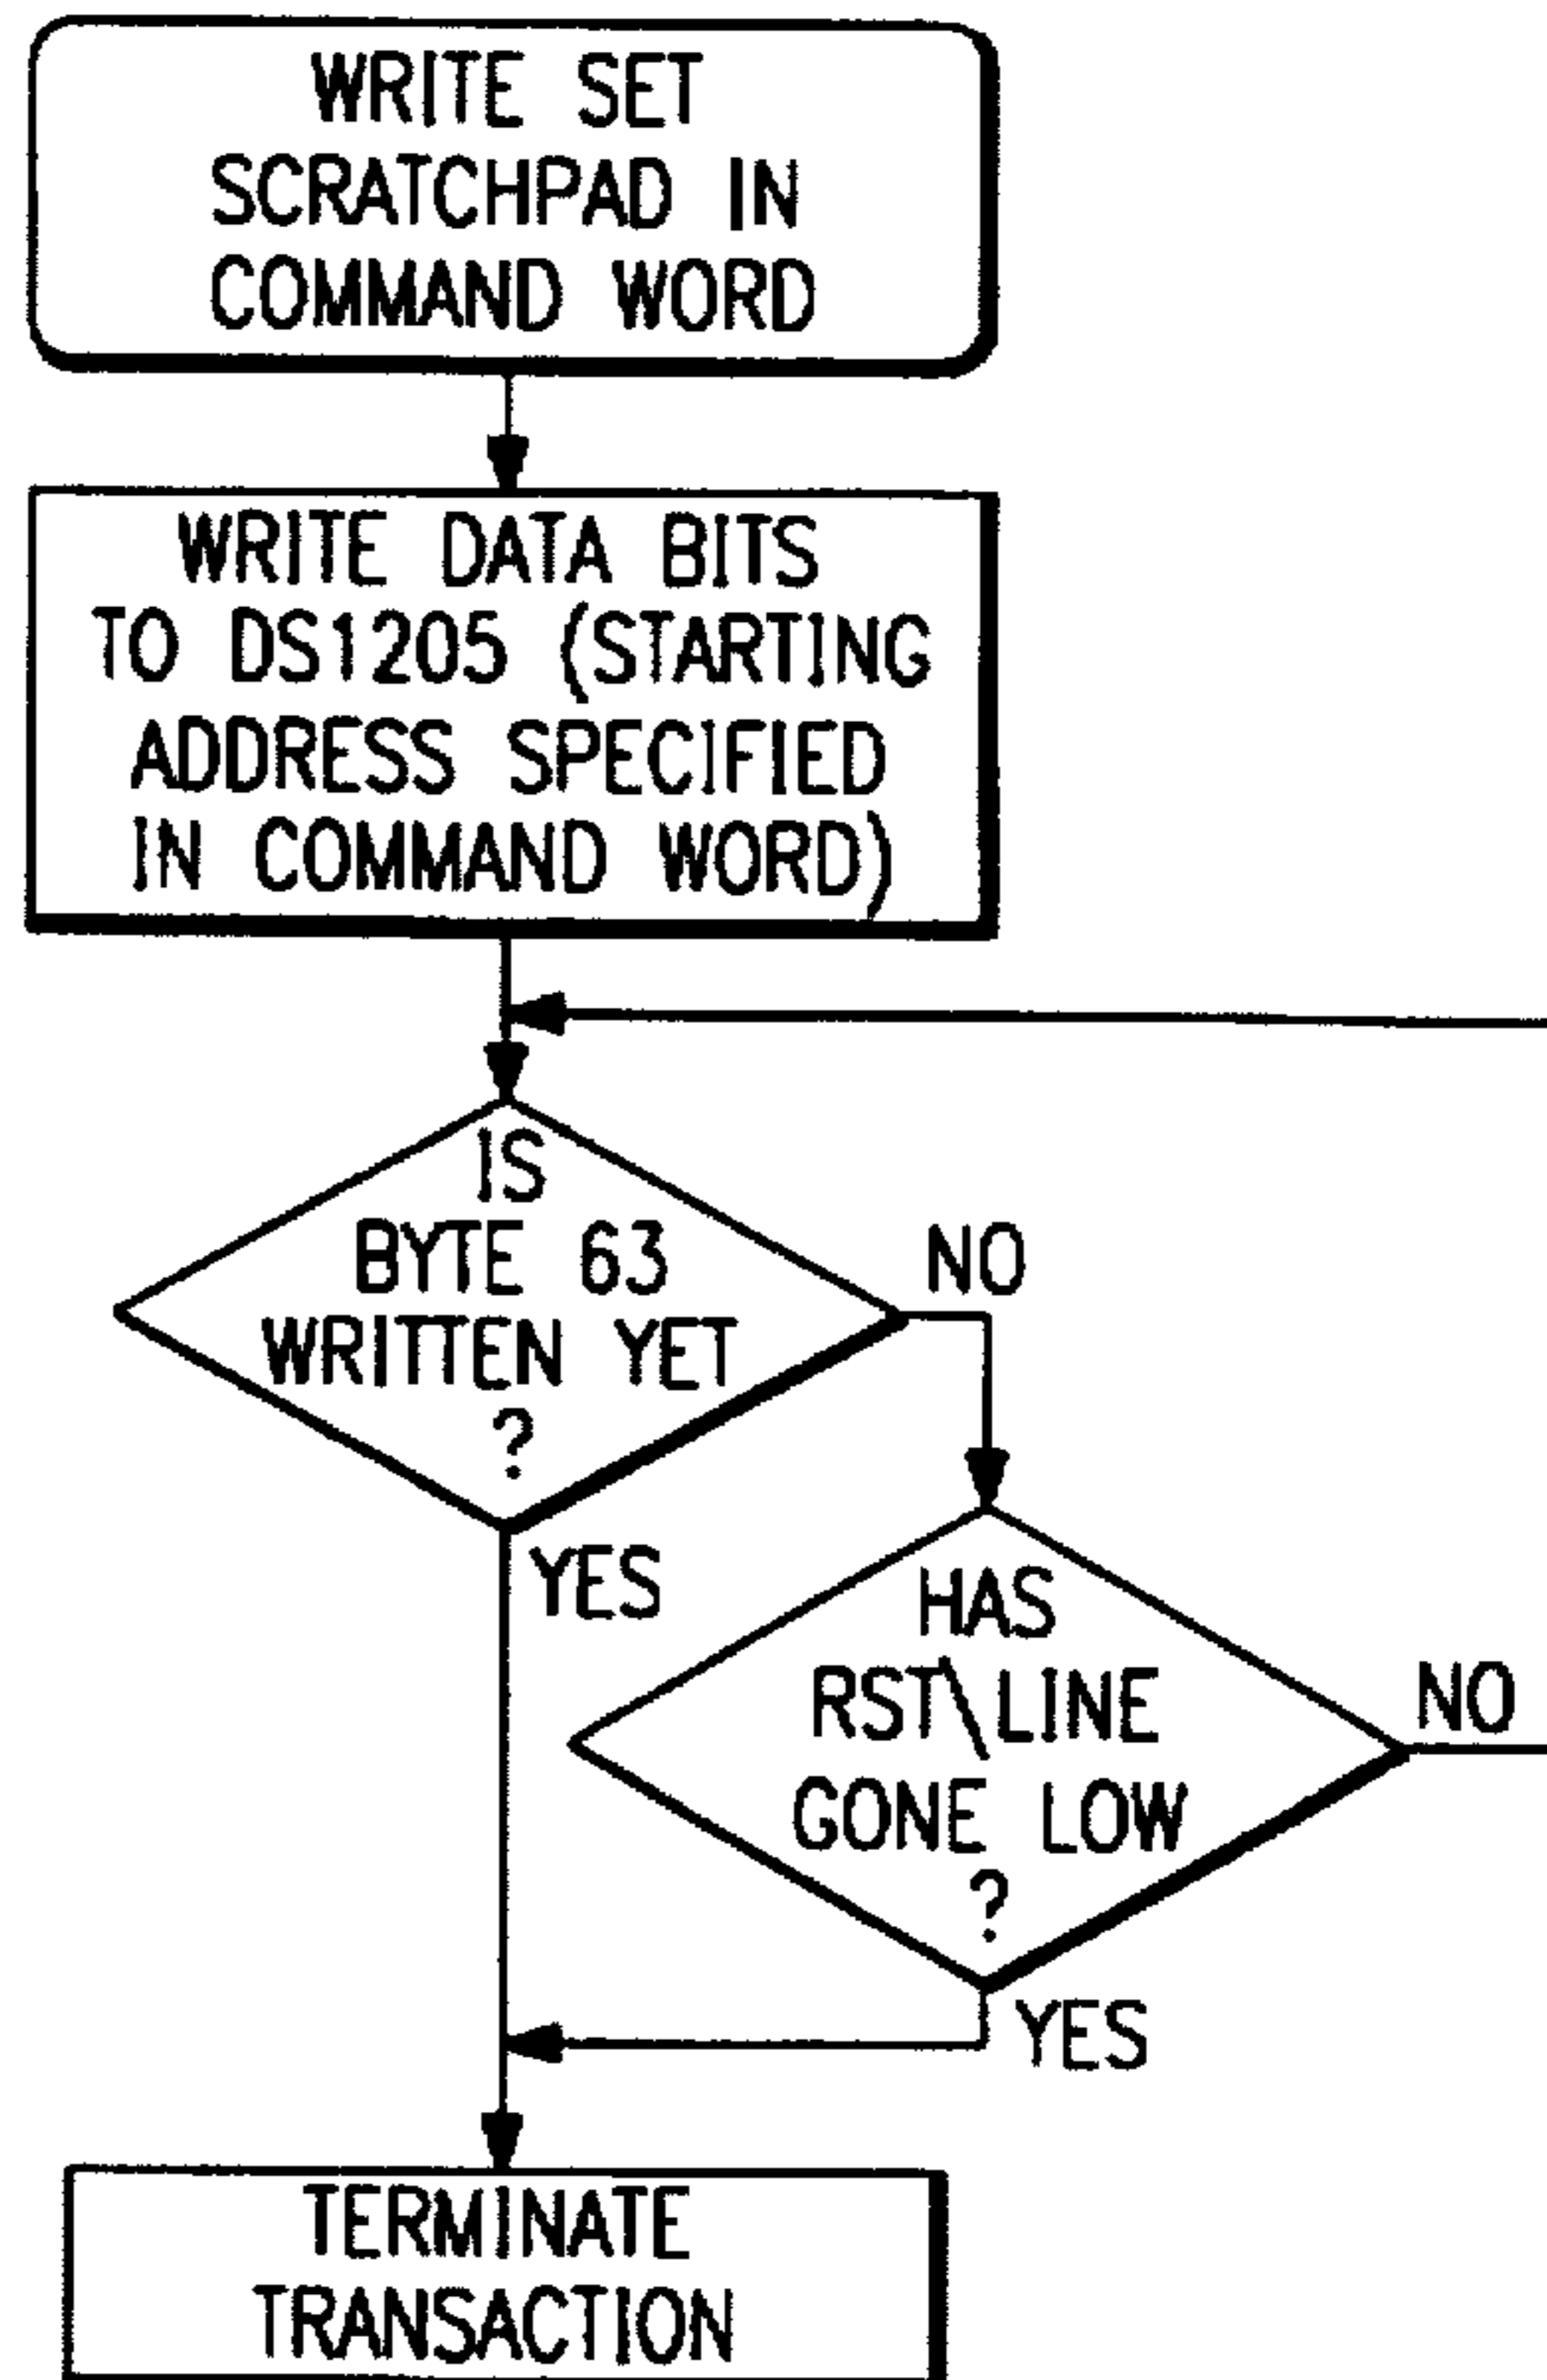 WRITE SET
SCRATCHPAD IN
COMMAND WORD
WRITE DATA BITS
TO DS1205 (STARTING
ADDRESS SPECIFIED
IN COMMAND WORD)
IS
BYTE 63
WRITTEN YET
?
NO
YES
HAS
RST\LINE
GONE LOW
?
NO
YES
TERMINATE
TRANSACTION